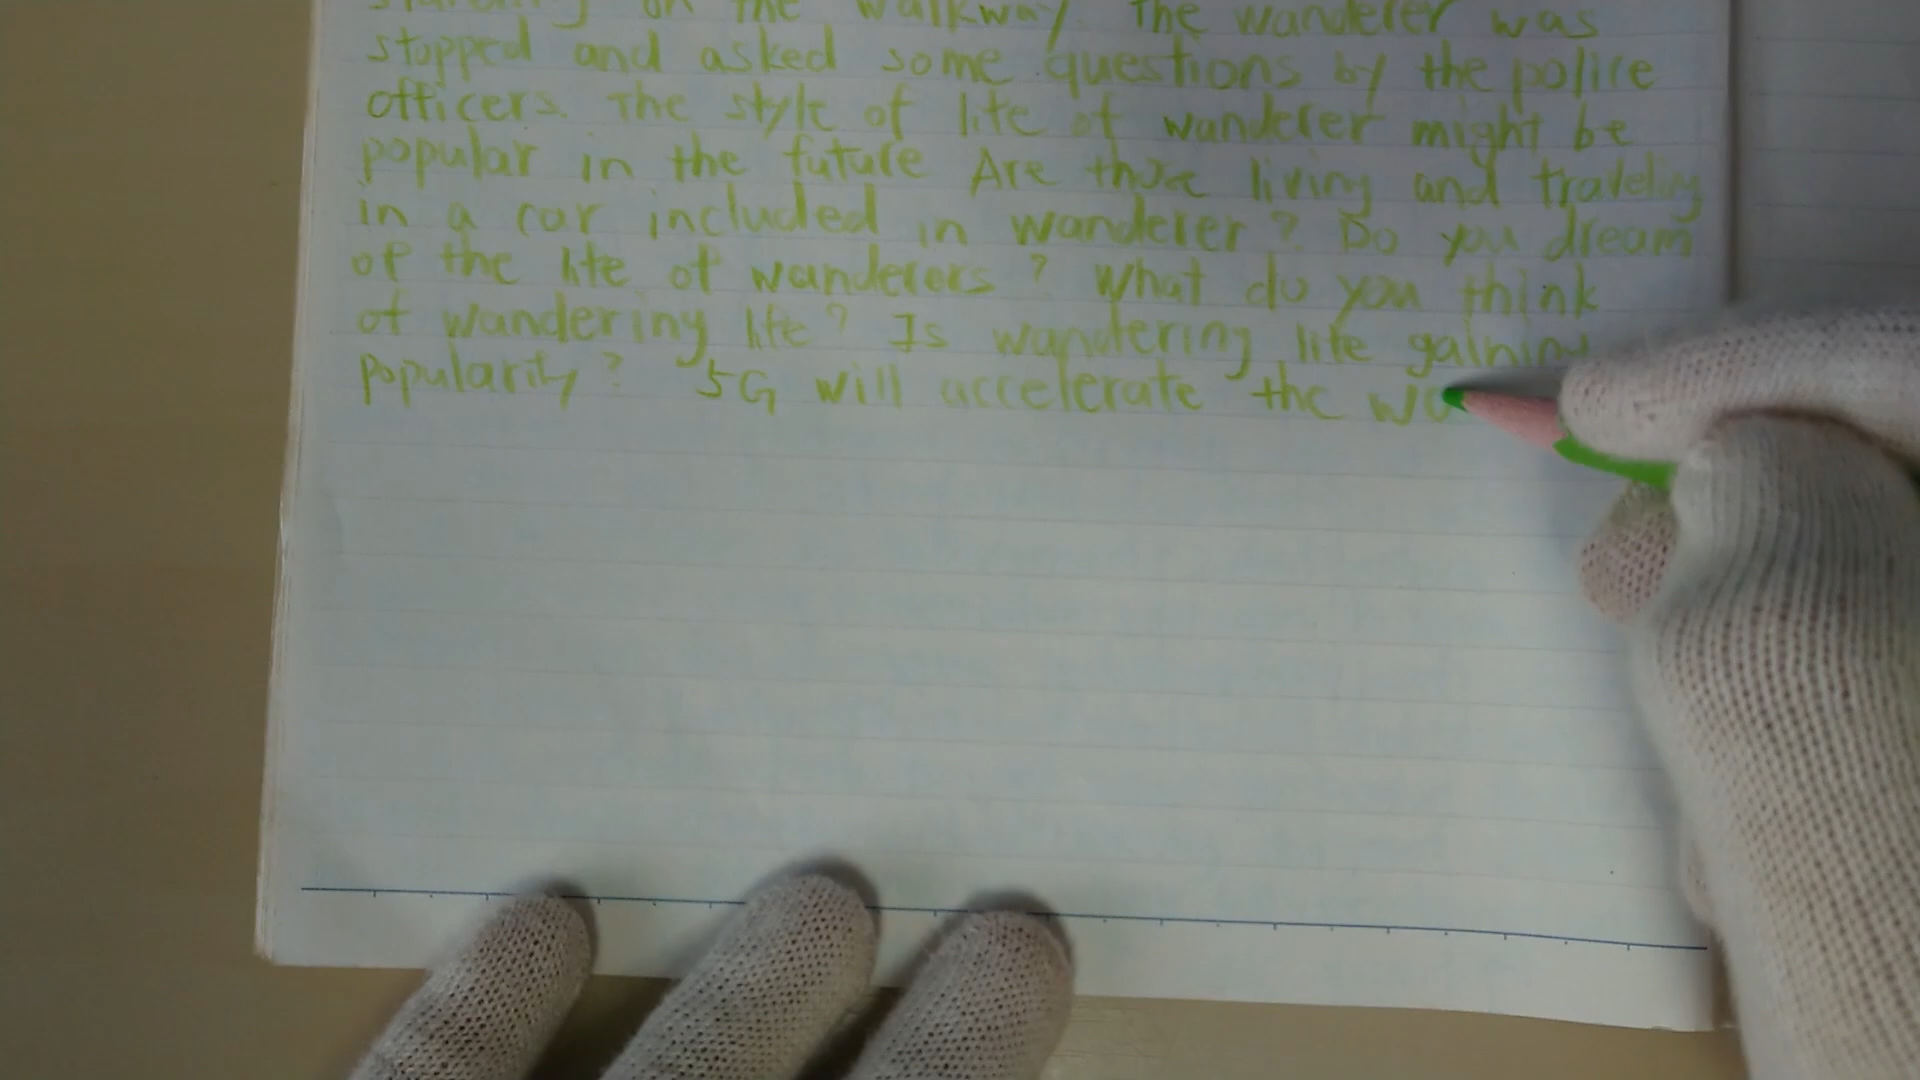 on the walkway. The wanderer was
stopped and asked some questions by the police
officers. The style of life of wanderer might be
popular in the future Are those living and traveling
in a car included in wanderer? Do you dream
of the life of wanderers? What do you think
of wandering life? Is wandering life gaining
popularity? 5G will accelerate the